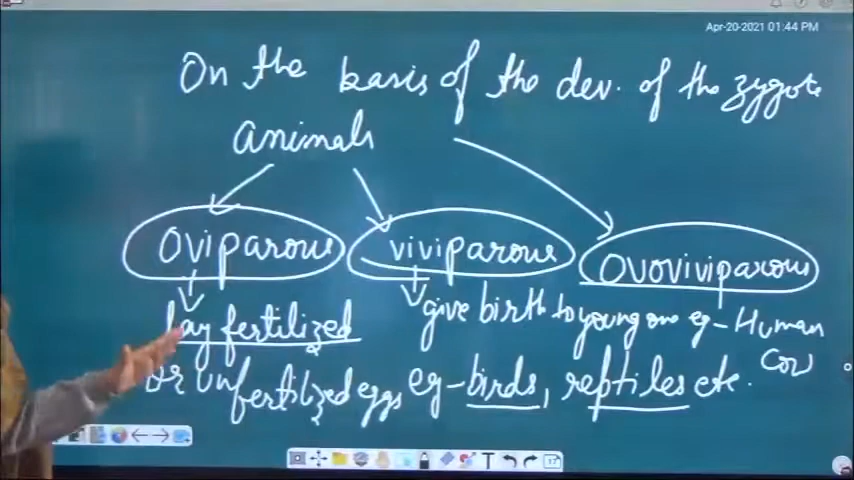 Apr-20-2021 01:44 PM
On the basis of the dev. of the zygote
animals
Oviparous viviparous ovoviviparous
lay fertilized give birth to young one eg - Human
or unfertilized eggs eg - birds, reptiles etc. Cow